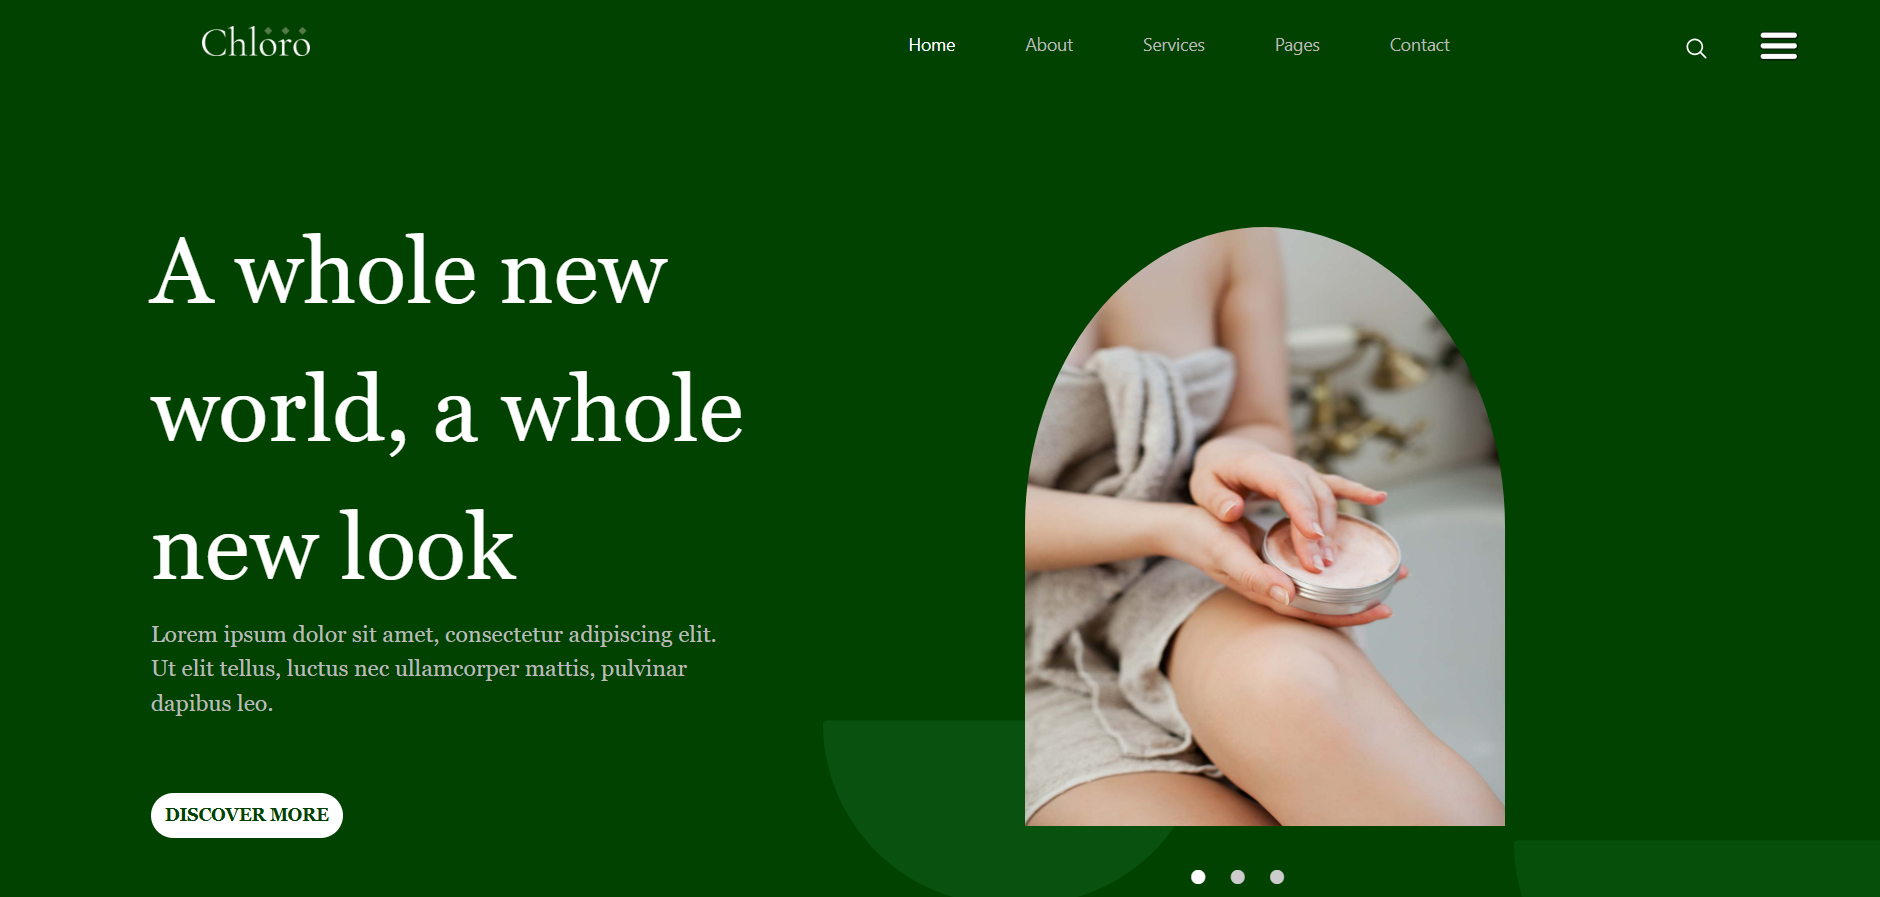 Chloro
Home
About
Services
Pages
Contact
A whole new
world, a whole
new look
Lorem ipsum dolor sit amet, consectetur adipiscing elit.
Ut elit tellus, luctus nec ullamcorper mattis, pulvinar
dapibus leo.
DISCOVER MORE